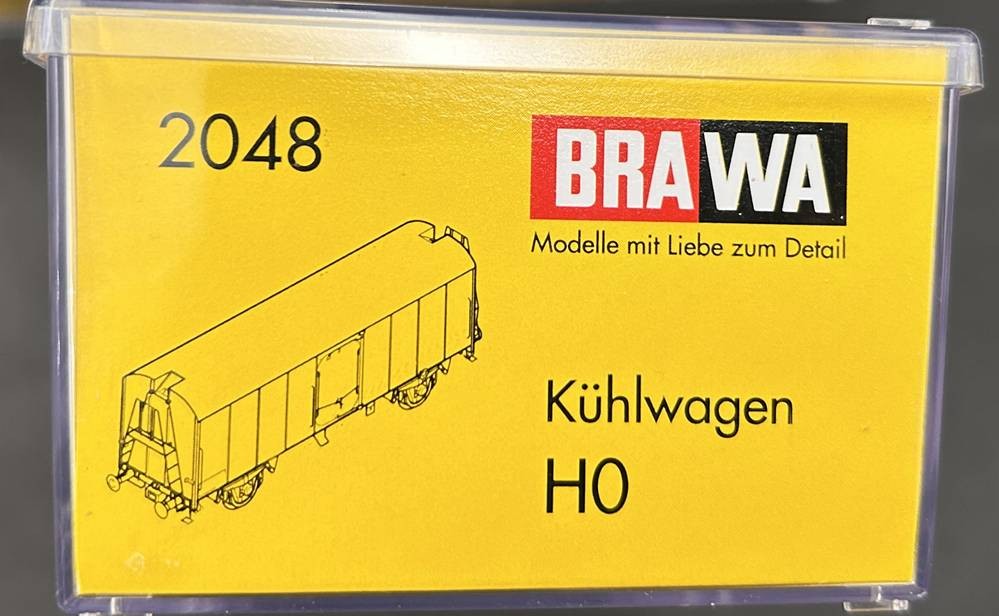 2048
BRAWA
Modelle mit Liebe zum Detail
Kühlwagen
H0